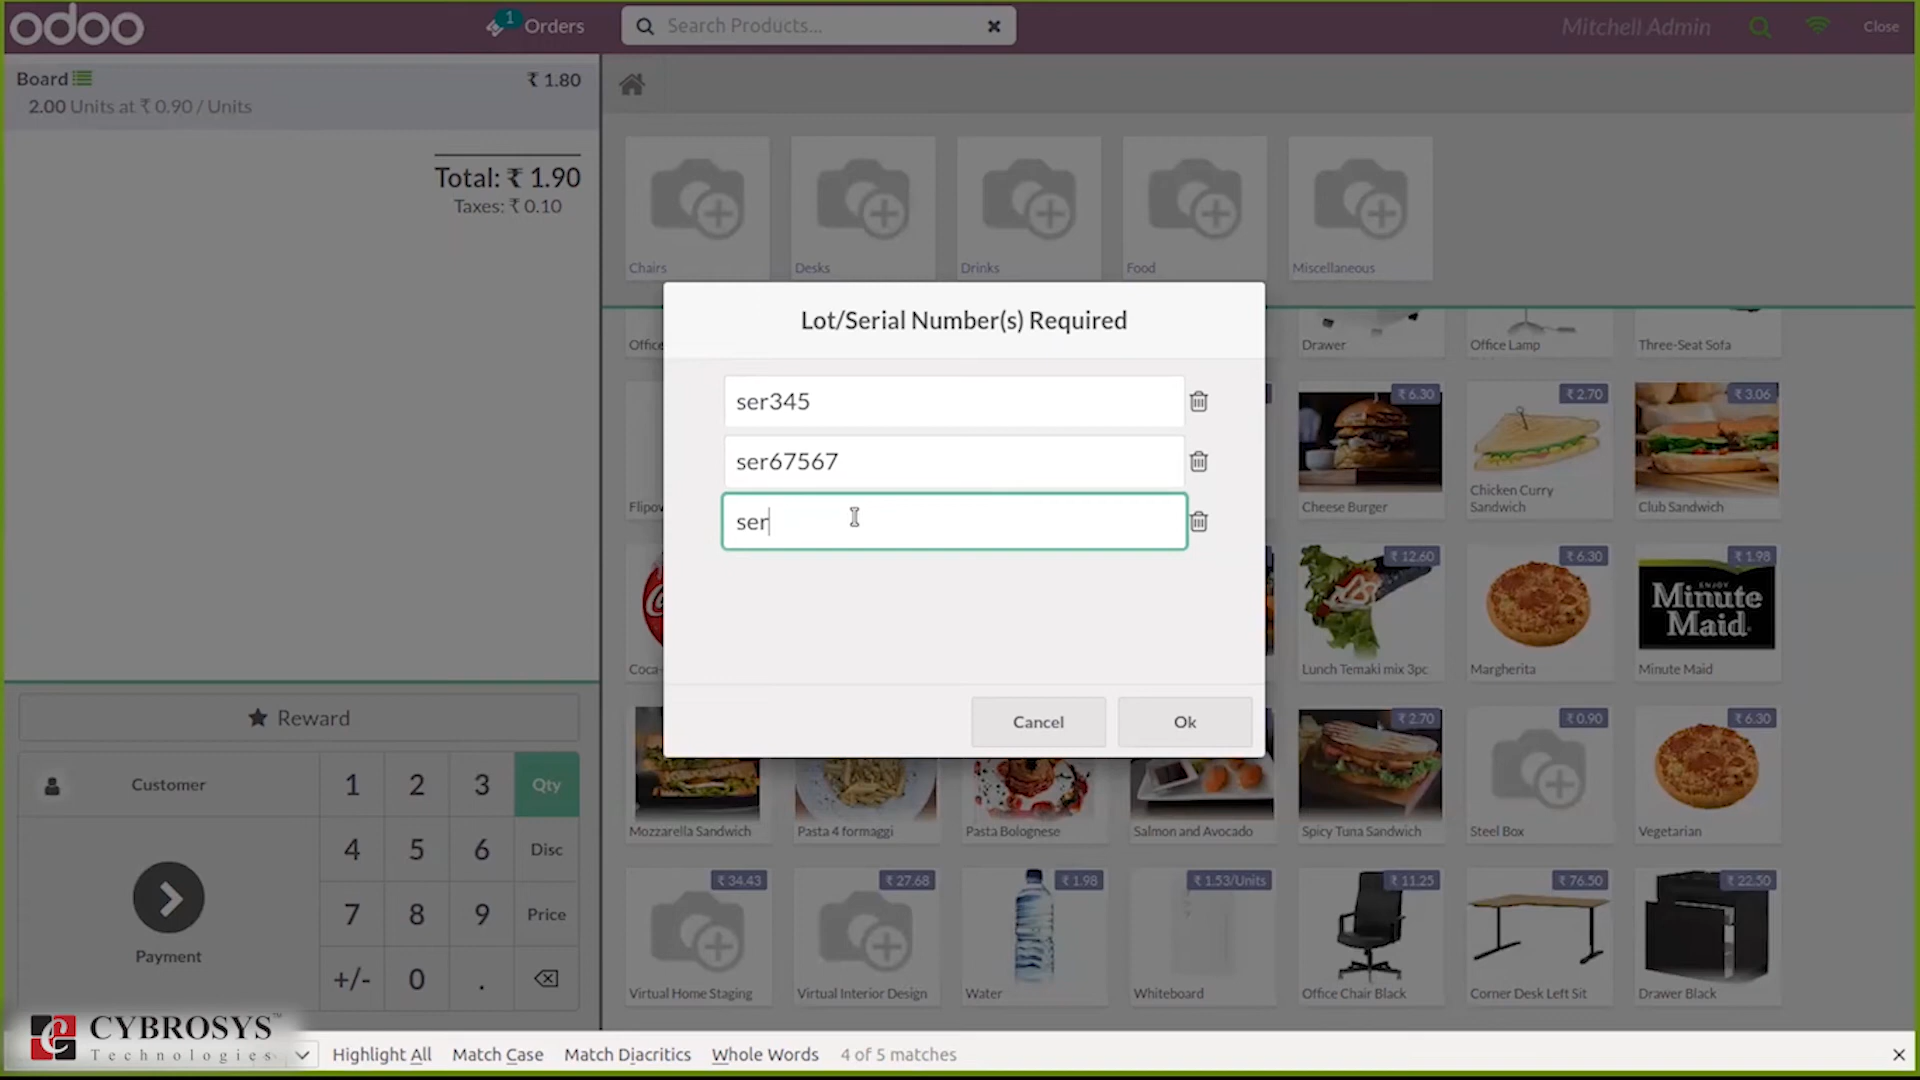 odoo
1
Orders
Search Products...
Mitchell Admin
Close
Board
₹ 1.80
2.00 Units at ₹ 0.90 / Units
Total: ₹ 1.90
Taxes: ₹ 0.10
Chairs
Desks
Drinks
Food
Miscellaneous
Lot/Serial Number(s) Required
ser345
ser67567
ser
Cancel
Ok
Office
Drawer
Office Lamp
Three-Seat Sofa
₹ 6.30
₹ 2.70
₹ 3.06
Flipov
Cheese Burger
Chicken Curry
Sandwich
Club Sandwich
₹ 12.60
₹ 6.30
₹ 1.98
ENJOY
Minute
Maid
Coca-
Lunch Temaki mix 3pc
Margherita
Minute Maid
₹ 2.70
₹ 0.90
₹ 6.30
Mozzarella Sandwich
Pasta 4 formaggi
Pasta Bolognese
Salmon and Avocado
Spicy Tuna Sandwich
Steel Box
Vegetarian
₹ 34.43
₹ 27.68
₹ 1.98
₹ 1.53/Units
₹ 11.25
₹ 76.50
₹ 22.50
Virtual Home Staging
Virtual Interior Design
Water
Whiteboard
Office Chair Black
Corner Desk Left Sit
Drawer Black
Reward
Customer
1 2 3 Qty
4 5 6 Disc
7 8 9 Price
+/- 0 .
Payment
CYBROSYS™
Technologies
Highlight All
Match Case
Match Diacritics
Whole Words
4 of 5 matches